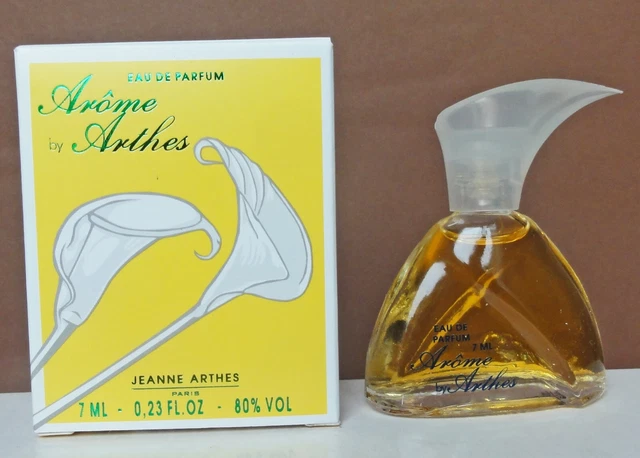 EAU DE PARFUM
Arôme
by Arthes
JEANNE ARTHES
PARIS
7 ML - 0,23 FL.OZ - 80% VOL
EAU DE
PARFUM
7 ML
Arôme
by Arthes